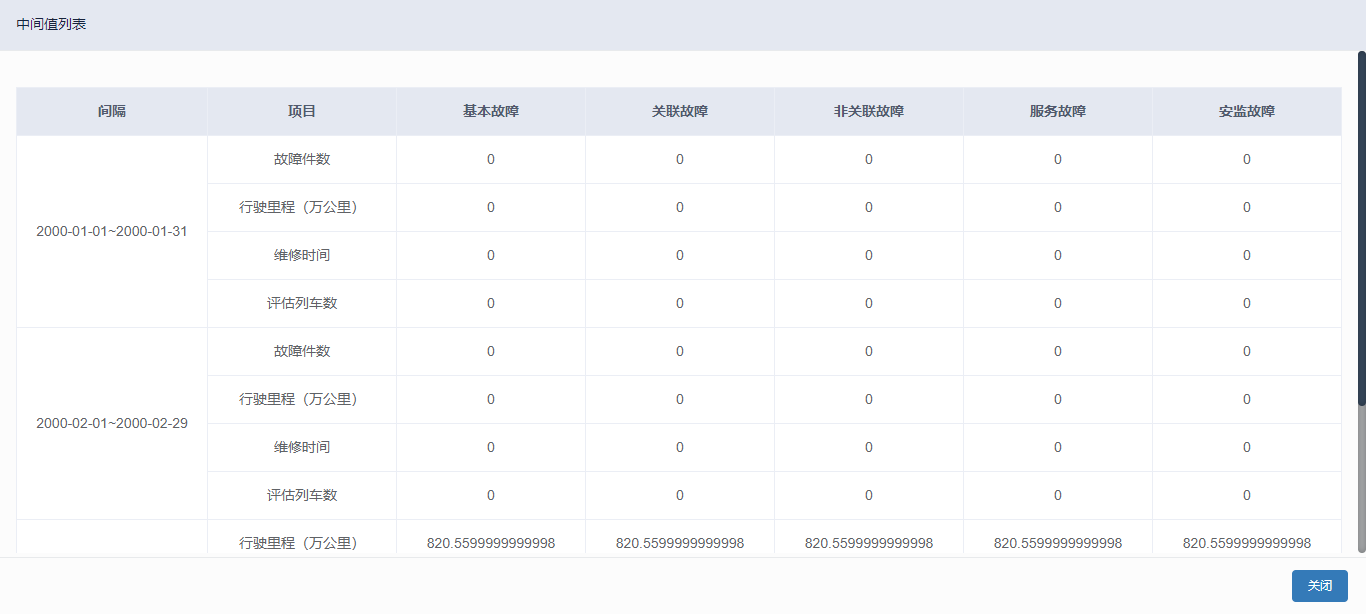 中间值列表
间隔 项目 基本故障 关联故障 非关联故障 服务故障 安监故障
故障件数 0 0 0 0 0
行驶里程（万公里） 0 0 0 0 0
2000-01-01~2000-01-31
维修时间 0 0 0 0 0
评估列车数 0 0 0 0 0
故障件数 0 0 0 0 0
行驶里程（万公里） 0 0 0 0 0
2000-02-01~2000-02-29
维修时间 0 0 0 0 0
评估列车数 0 0 0 0 0
行驶里程（万公里） 820.5599999999998 820.5599999999998 820.5599999999998 820.5599999999998 820.5599999999998
关闭